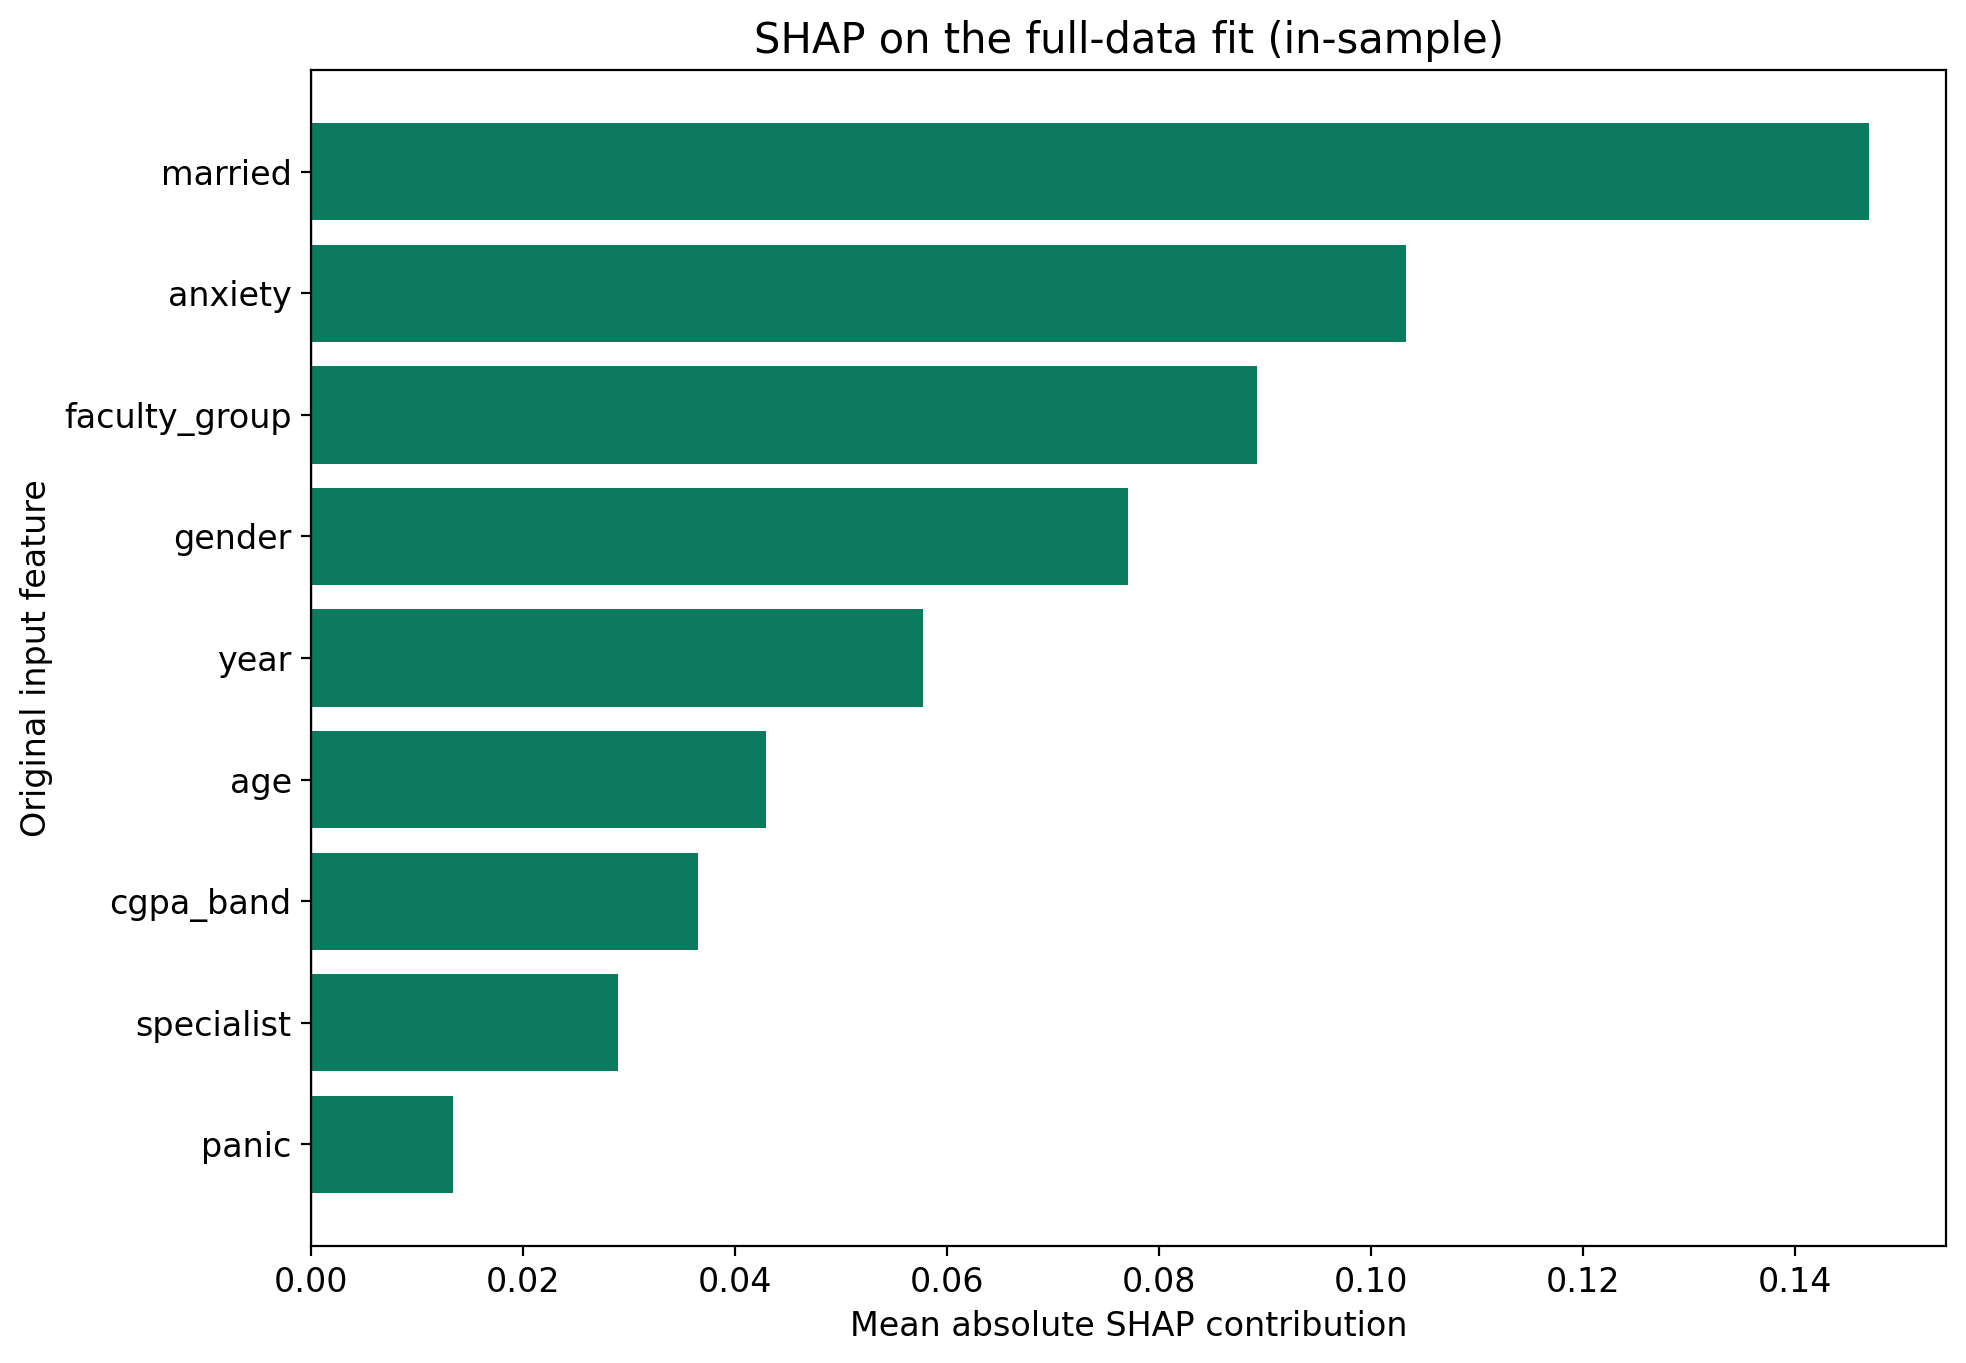 SHAP on the full-data fit (in-sample)
Original input feature
married
anxiety
faculty_group
gender
year
age
cgpa_band
specialist
panic
0.00 0.02 0.04 0.06 0.08 0.10 0.12 0.14
Mean absolute SHAP contribution